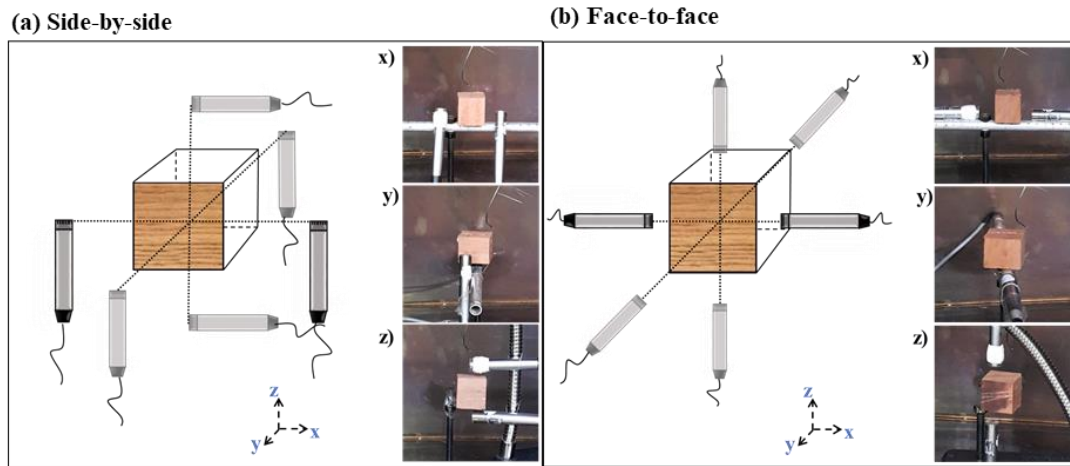 (a) Side-by-side
x)
y)
z)
z
x
y
(b) Face-to-face
x)
y)
z)
z
x
y